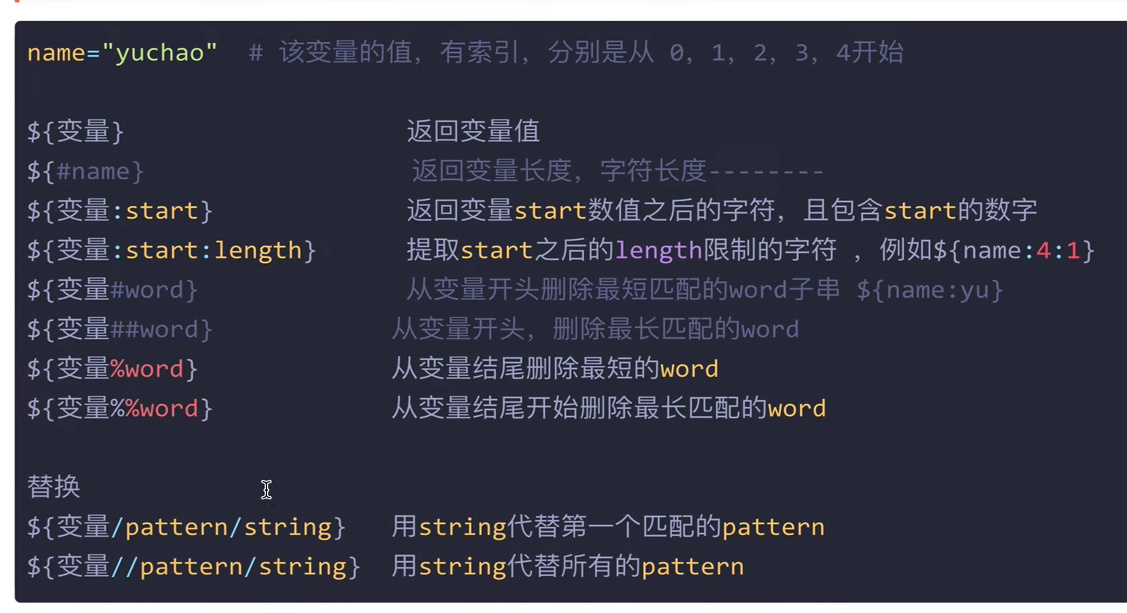 name="yuchao"  # 该变量的值，有索引，分别是从 0，1，2，3，4开始
${变量}                   返回变量值
${#name}                  返回变量长度，字符长度--------
${变量:start}             返回变量start数值之后的字符，且包含start的数字
${变量:start:length}      提取start之后的length限制的字符 ，例如${name:4:1}
${变量#word}              从变量开头删除最短匹配的word子串 ${name:yu}
${变量##word}            从变量开头，删除最长匹配的word
${变量%word}             从变量结尾删除最短的word
${变量%%word}            从变量结尾开始删除最长匹配的word
替换
${变量/pattern/string}   用string代替第一个匹配的pattern
${变量//pattern/string}  用string代替所有的pattern